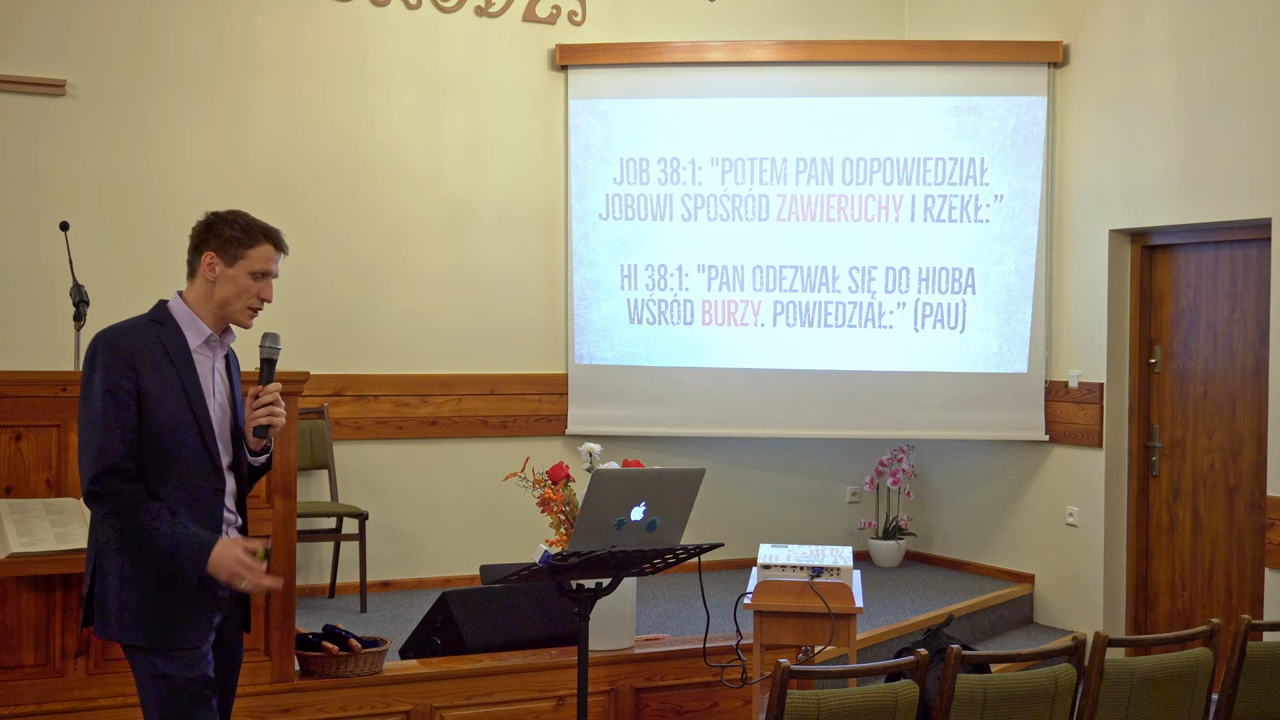 JOB 38:1: "POTEM PAN ODPOWIEDZIAŁ
JOBOWI SPOŚRÓD ZAWIERUCHY I RZEKŁ:”
HI 38:1: "PAN ODEZWAŁ SIĘ DO HIOBA
WŚRÓD BURZY. POWIEDZIAŁ:” (PAU)